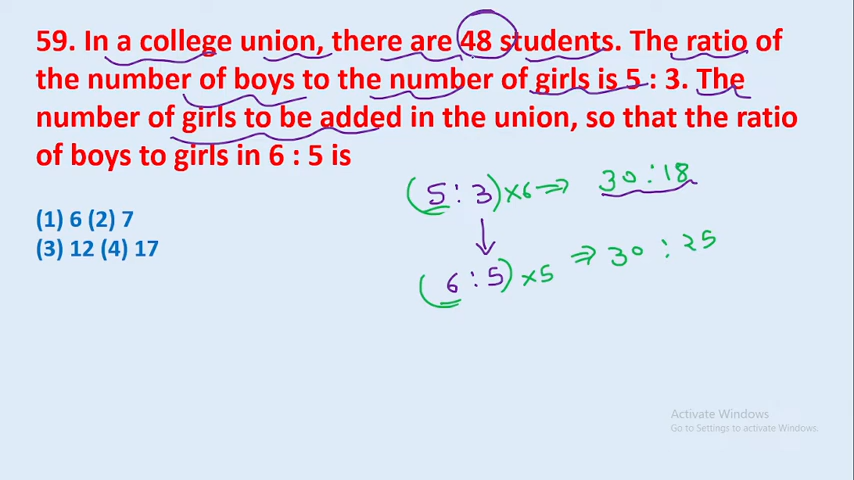 59. In a college union, there are 48 students. The ratio of
the number of boys to the number of girls is 5 : 3. The
number of girls to be added in the union, so that the ratio
of boys to girls in 6 : 5 is
(5 : 3) ×6 ⇒ 30 : 18
(1) 6 (2) 7
(3) 12 (4) 17
(6 : 5) ×5 ⇒ 30 : 25
Activate Windows
Go to Settings to activate Windows.